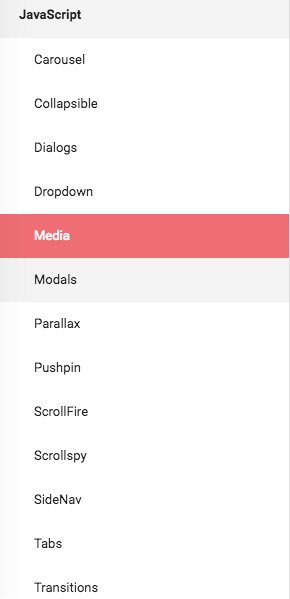 JavaScript
Carousel
Collapsible
Dialogs
Dropdown
Media
Modals
Parallax
Pushpin
ScrollFire
Scrollspy
SideNav
Tabs
Transitions